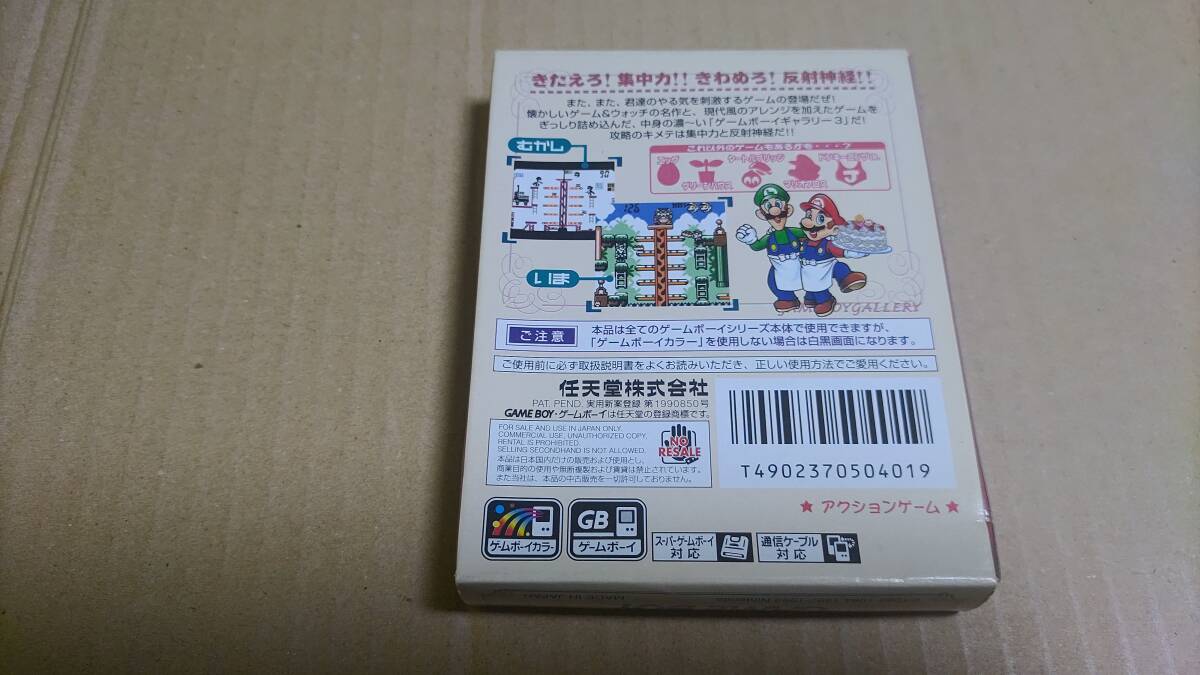 きたえろ！集中力！！きわめろ！反射神経！！
また、また、君達のやる気を刺激するゲームの登場だぜ！
懐かしいゲーム&ウォッチの名作と、現代風のアレンジを加えたゲームを
ぎっしり詰め込んだ、中身の濃〜い「ゲームボーイギャラリー3」だ！
攻略のキメテは集中力と反射神経だ！！
むかし
これ以外のゲームもあるかも・・・？
エッグ
タートルブリッジ
ドンキーコングJr.
グリーンハウス
マリオブロス
いま
125
GAMEBOYGALLERY
ご注意
本品は全てのゲームボーイシリーズ本体で使用できますが、
「ゲームボーイカラー」を使用しない場合は白黒画面になります。
ご使用前に必ず取扱説明書をよくお読みいただき、正しい使用方法でご愛用ください。
任天堂株式会社
PAT. PEND. 実用新案登録 第1990850号
GAME BOY・ゲームボーイは任天堂の登録商標です。
FOR SALE AND USE IN JAPAN ONLY.
COMMERCIAL USE, UNAUTHORIZED COPY,
RENTAL IS PROHIBITED.
SELLING SECONDHAND IS NOT ALLOWED.
本品は日本国内だけの販売および使用とし、
商業目的の使用や無断複製および賃貸は禁止されています。
また当社は、本品の中古販売を一切許可しておりません。
NO
RESALE
T4902370504019
★ アクションゲーム ★
ゲームボーイカラー
GB
ゲームボーイ
スーパーゲームボーイ
対応
通信ケーブル
対応
MADE IN JAPAN